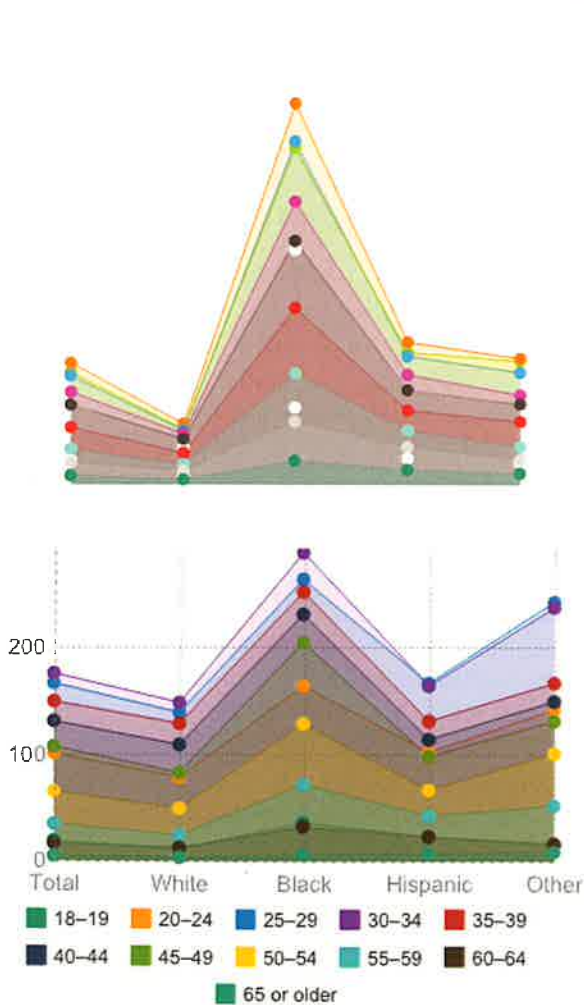 200
100
0
Total White Black Hispanic Other
18–19 20–24 25–29 30–34 35–39
40–44 45–49 50–54 55–59 60–64
65 or older